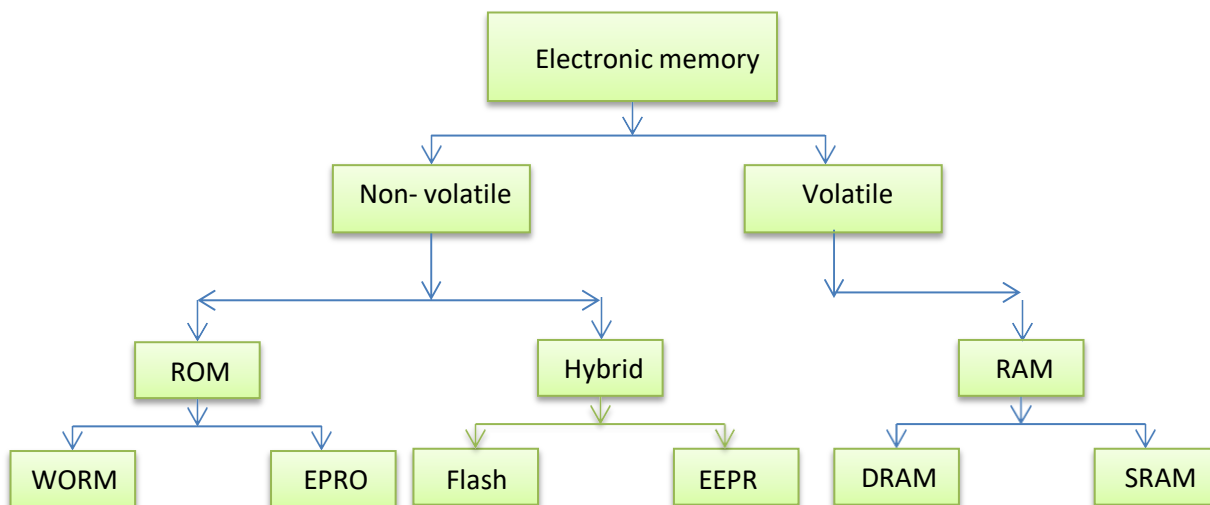 Electronic memory
Non- volatile
Volatile
ROM
Hybrid
RAM
WORM
EPRO
Flash
EEPR
DRAM
SRAM